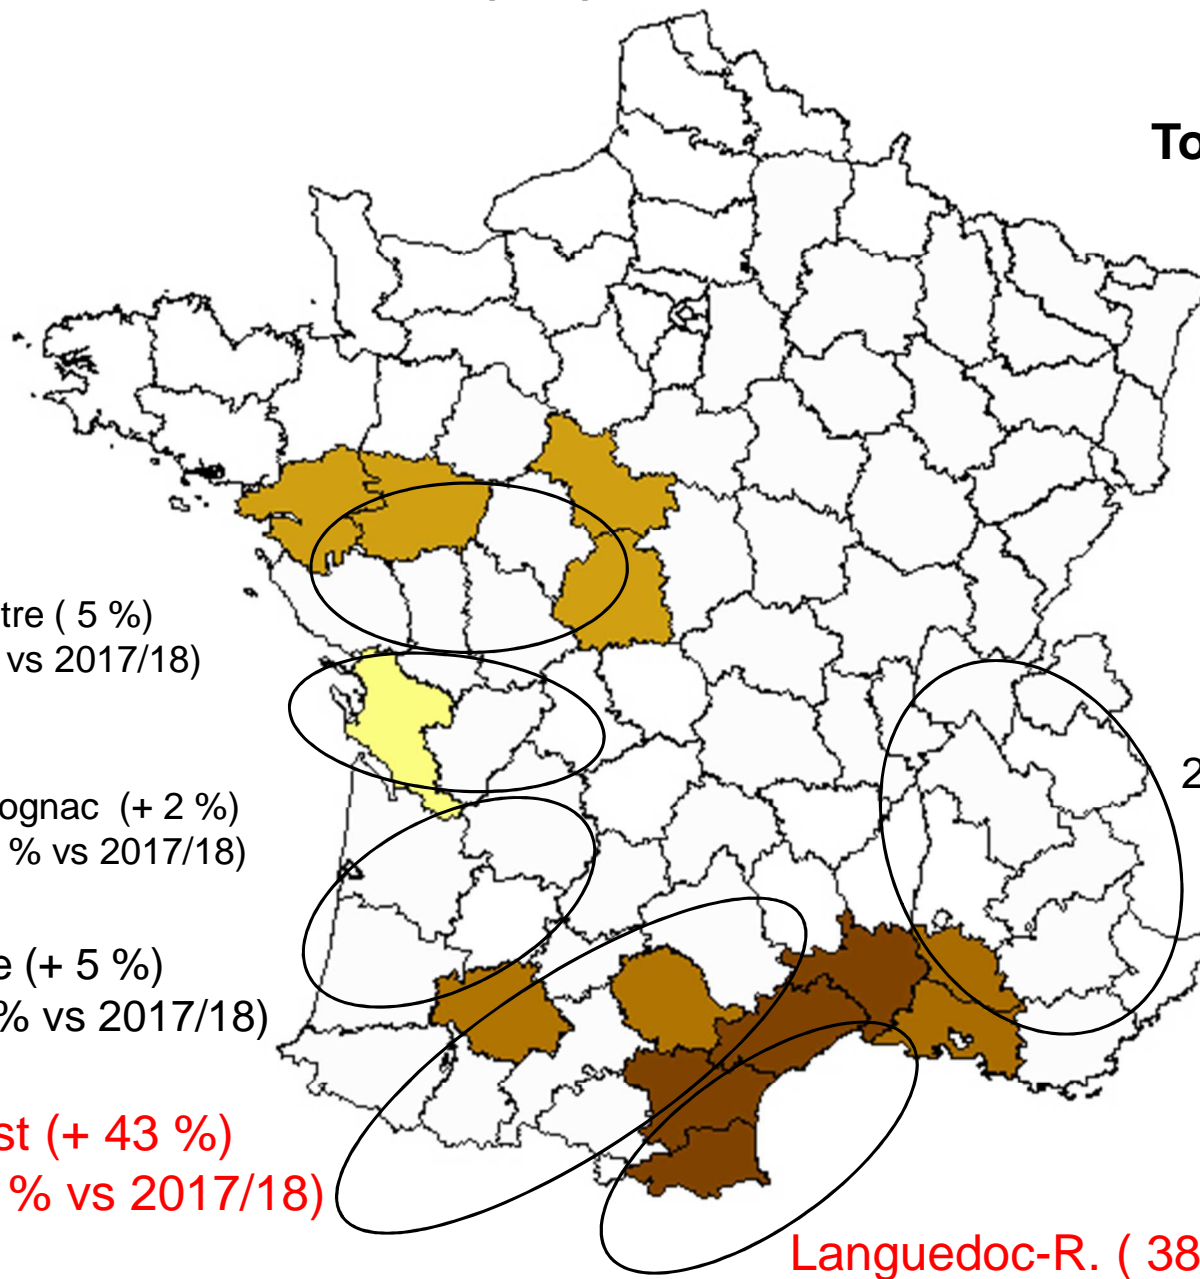 To
tre ( 5 %)
vs 2017/18)
2
ognac (+ 2 %)
% vs 2017/18)
e (+ 5 %)
% vs 2017/18)
st (+ 43 %)
% vs 2017/18)
Languedoc-R. ( 38